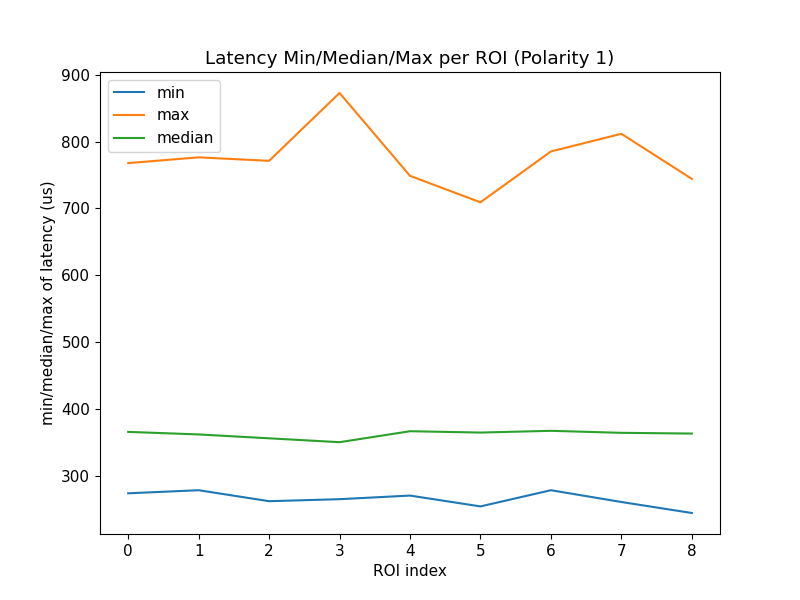 Latency Min/Median/Max per ROI (Polarity 1)
min
max
median
min/median/max of latency (us)
900
800
700
600
500
400
300
0 1 2 3 4 5 6 7 8
ROI index